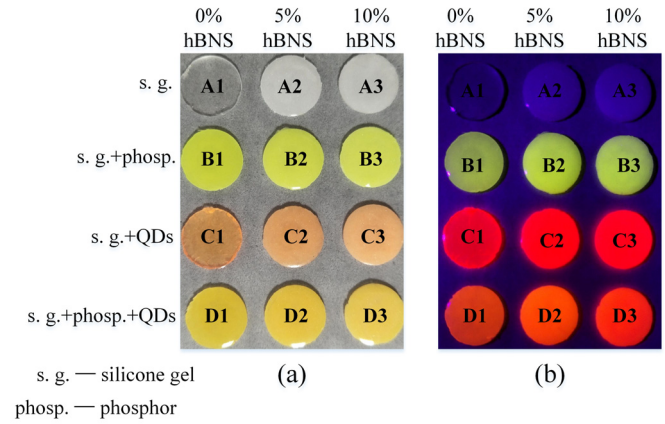 0% 5% 10% 0% 5% 10%
hBNS hBNS hBNS hBNS hBNS hBNS
s. g. A1 A2 A3 A1 A2 A3
s. g.+phosp. B1 B2 B3 B1 B2 B3
s. g.+QDs C1 C2 C3 C1 C2 C3
s. g.+phosp.+QDs D1 D2 D3 D1 D2 D3
s. g. — silicone gel (a) (b)
phosp. — phosphor